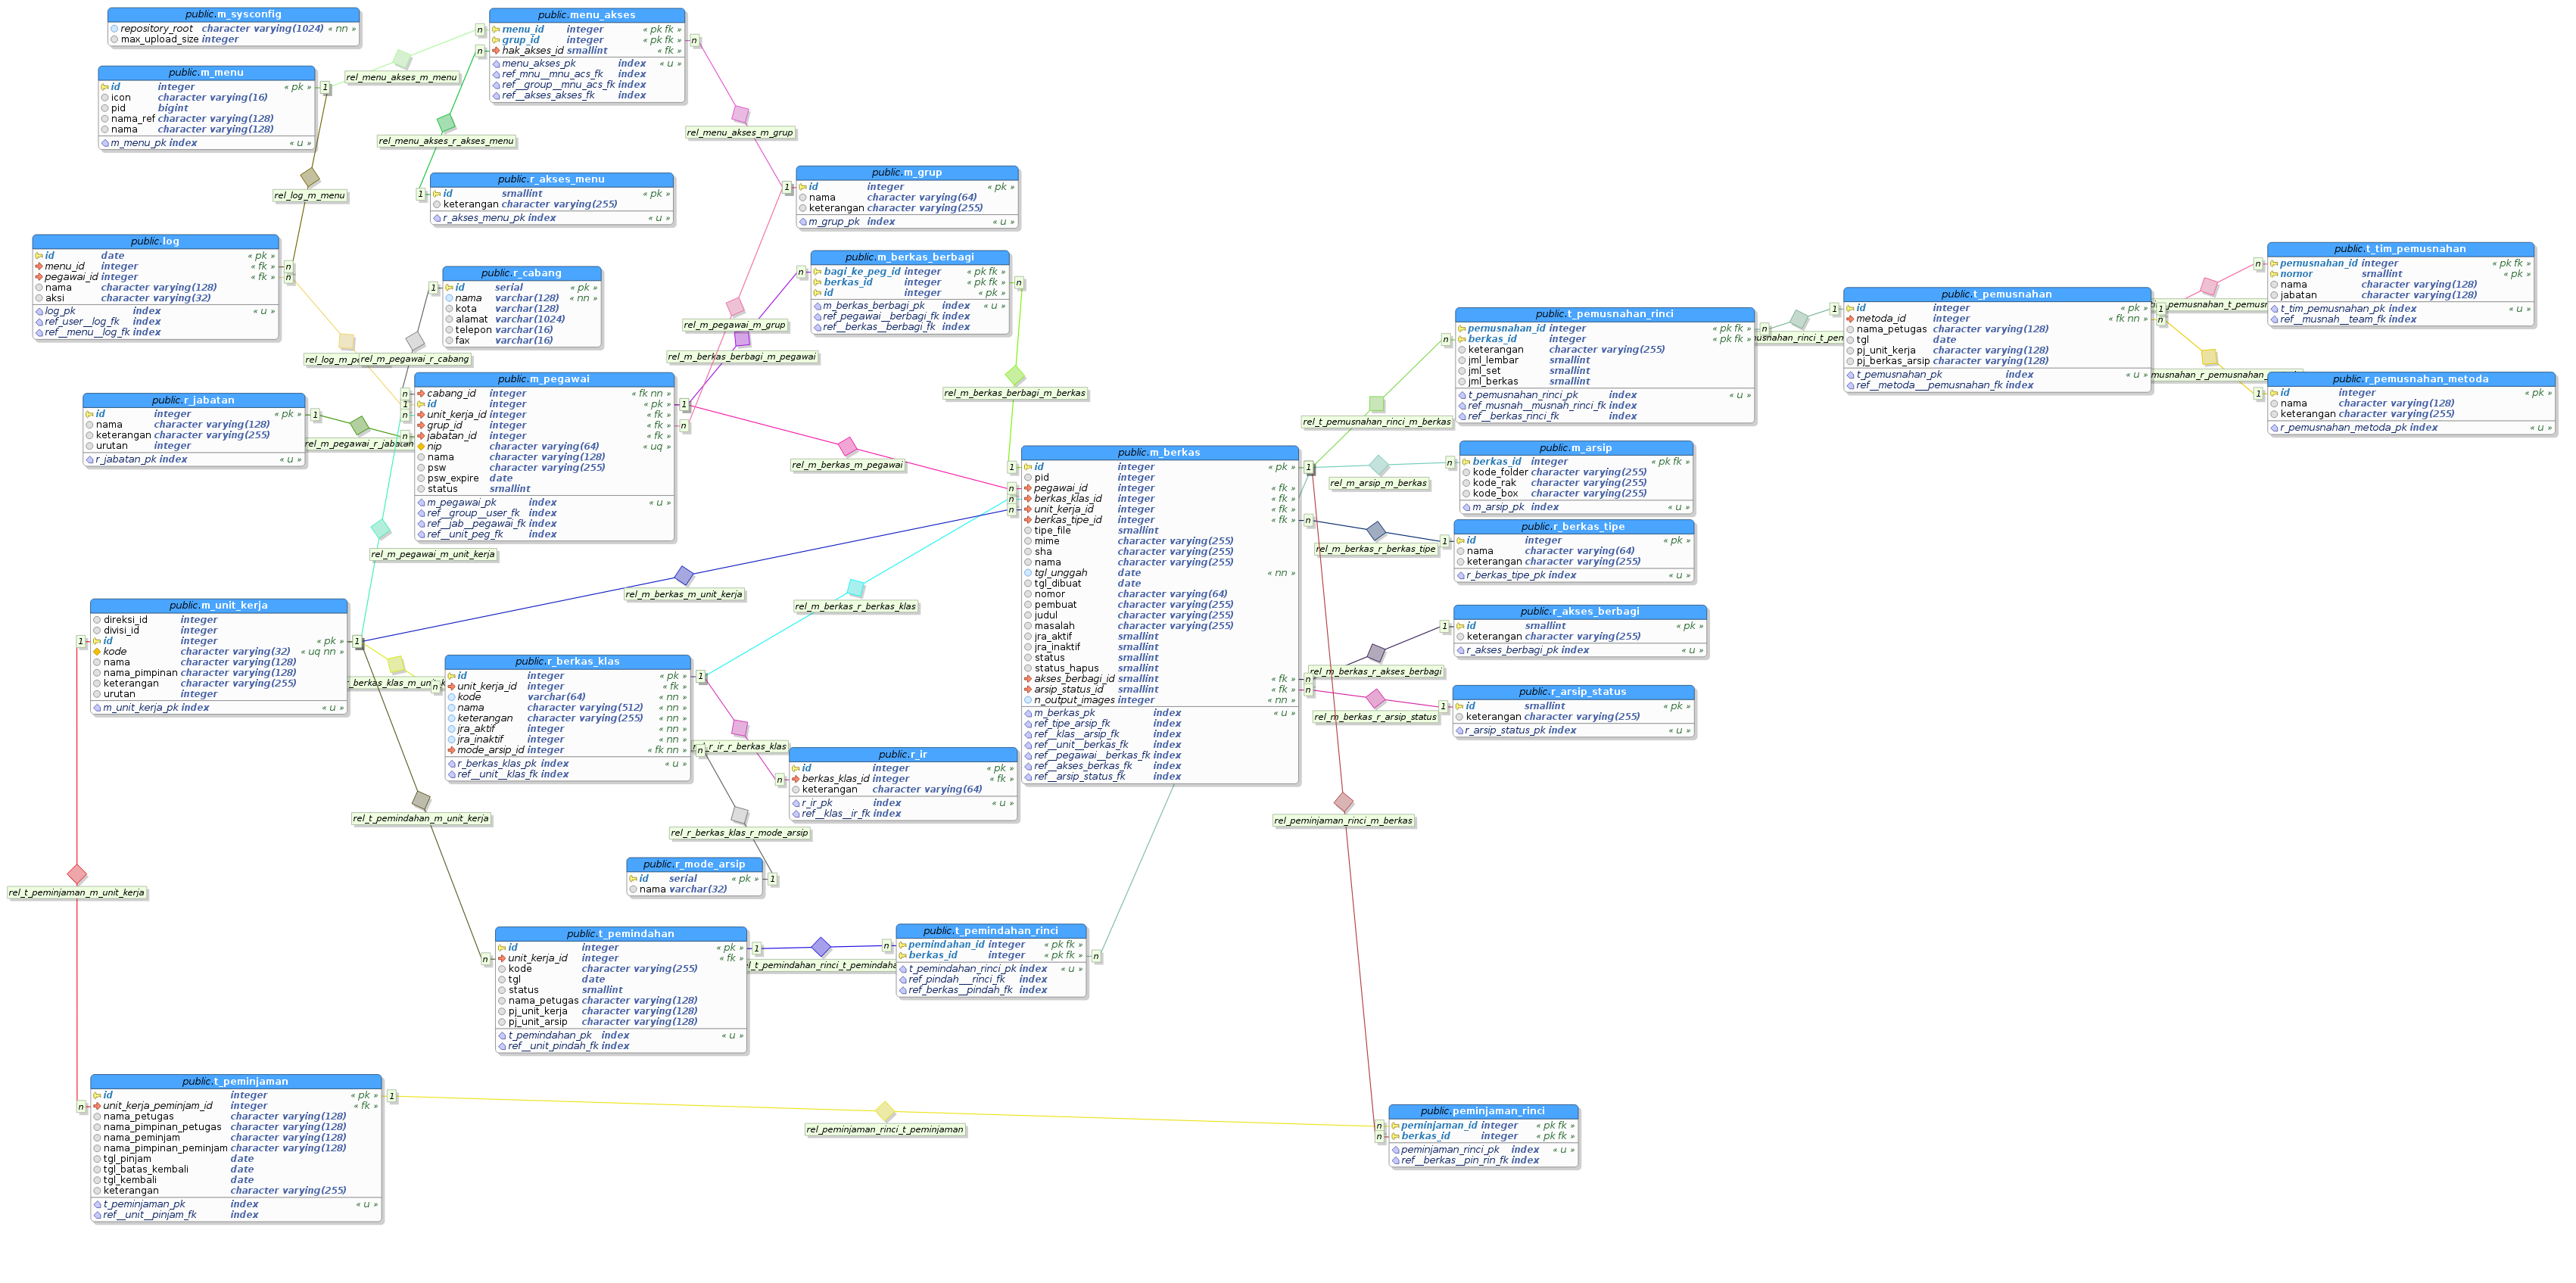 public.m_sysconfig
repository_root character varying(1024) « nn »
max_upload_size integer
public.menu_akses
menu_id integer « pk fk »
grup_id integer « pk fk »
hak_akses_id smallint « fk »
menu_akses_pk index « u »
ref_mnu__mnu_acs_fk index
ref__group__mnu_acs_fk index
ref__akses_akses_fk index
public.m_menu
id integer « pk »
icon character varying(16)
pid bigint
nama_ref character varying(128)
nama character varying(128)
m_menu_pk index « u »
rel_menu_akses_m_menu
rel_menu_akses_r_akses_menu
rel_menu_akses_m_grup
rel_log_m_menu
public.r_akses_menu
id smallint « pk »
keterangan character varying(255)
r_akses_menu_pk index « u »
public.m_grup
id integer « pk »
nama character varying(64)
keterangan character varying(255)
m_grup_pk index « u »
public.log
id date « pk »
menu_id integer « fk »
pegawai_id integer « fk »
nama character varying(128)
aksi character varying(32)
log_pk index « u »
ref_user__log_fk index
ref__menu__log_fk index
public.r_cabang
id serial « pk »
nama varchar(128) « nn »
kota varchar(128)
alamat varchar(1024)
telepon varchar(16)
fax varchar(16)
public.m_berkas_berbagi
bagi_ke_peg_id integer « pk fk »
berkas_id integer « pk fk »
id integer « pk »
m_berkas_berbagi_pk index « u »
ref_pegawai__berbagi_fk index
ref__berkas__berbagi_fk index
rel_m_pegawai_m_grup
rel_m_berkas_berbagi_m_pegawai
rel_log_m_pe
rel_m_pegawai_r_cabang
rel_m_berkas_berbagi_m_berkas
public.t_pemusnahan_rinci
pemusnahan_id integer « pk fk »
berkas_id integer « pk fk »
keterangan character varying(255)
jml_lembar smallint
jml_set smallint
jml_berkas smallint
t_pemusnahan_rinci_pk index « u »
ref_musnah__musnah_rinci_fk index
ref__berkas_rinci_fk index
usnahan_rinci_t_pem
public.t_pemusnahan
id integer « pk »
metoda_id integer « fk nn »
nama_petugas character varying(128)
tgl date
pj_unit_kerja character varying(128)
pj_berkas_arsip character varying(128)
t_pemusnahan_pk index « u »
ref__metoda___pemusnahan_fk index
public.t_tim_pemusnahan
pemusnahan_id integer « pk fk »
nomor smallint « pk »
nama character varying(128)
jabatan character varying(128)
t_tim_pemusnahan_pk index « u »
ref__musnah__team_fk index
public.r_pemusnahan_metoda
id integer « pk »
nama character varying(128)
keterangan character varying(255)
r_pemusnahan_metoda_pk index « u »
public.r_jabatan
id integer « pk »
nama character varying(128)
keterangan character varying(255)
urutan integer
r_jabatan_pk index « u »
rel_m_pegawai_r_jabatan
public.m_pegawai
cabang_id integer « fk nn »
id integer « pk »
unit_kerja_id integer « fk »
grup_id integer « fk »
jabatan_id integer « fk »
nip character varying(64) « uq »
nama character varying(128)
psw character varying(255)
psw_expire date
status smallint
m_pegawai_pk index « u »
ref__group__user_fk index
ref__jab__pegawai_fk index
ref__unit_peg_fk index
rel_m_berkas_m_pegawai
rel_t_pemusnahan_rinci_m_berkas
public.m_berkas
id integer « pk »
pid integer
pegawai_id integer « fk »
berkas_klas_id integer « fk »
unit_kerja_id integer « fk »
berkas_tipe_id integer « fk »
tipe_file smallint
mime character varying(255)
sha character varying(255)
nama character varying(255)
tgl_unggah date « nn »
tgl_dibuat date
nomor character varying(64)
pembuat character varying(255)
judul character varying(255)
masalah character varying(255)
jra_aktif smallint
jra_inaktif smallint
status smallint
status_hapus smallint
akses_berbagi_id smallint « fk »
arsip_status_id smallint « fk »
n_output_images integer « nn »
m_berkas_pk index « u »
ref_tipe_arsip_fk index
ref__klas__arsip_fk index
ref__unit__berkas_fk index
ref__pegawai__berkas_fk index
ref__akses_berkas_fk index
ref__arsip_status_fk index
public.m_arsip
berkas_id integer « pk fk »
kode_folder character varying(255)
kode_rak character varying(255)
kode_box character varying(255)
m_arsip_pk index « u »
rel_m_arsip_m_berkas
public.r_berkas_tipe
id integer « pk »
nama character varying(64)
keterangan character varying(255)
r_berkas_tipe_pk index « u »
rel_m_berkas_r_berkas_tipe
public.r_akses_berbagi
id smallint « pk »
keterangan character varying(255)
r_akses_berbagi_pk index « u »
rel_m_berkas_r_akses_berbagi
public.r_arsip_status
id smallint « pk »
keterangan character varying(255)
r_arsip_status_pk index « u »
rel_m_berkas_r_arsip_status
rel_m_pegawai_m_unit_kerja
rel_m_berkas_m_unit_kerja
rel_m_berkas_r_berkas_klas
public.m_unit_kerja
direksi_id integer
divisi_id integer
id integer « pk »
kode character varying(32) « uq nn »
nama character varying(128)
nama_pimpinan character varying(128)
keterangan character varying(255)
urutan integer
m_unit_kerja_pk index « u »
public.r_berkas_klas
id integer « pk »
unit_kerja_id integer « fk »
kode varchar(64) « nn »
nama character varying(512) « nn »
keterangan character varying(255) « nn »
jra_aktif integer « nn »
jra_inaktif integer « nn »
mode_arsip_id integer « fk nn »
r_berkas_klas_pk index « u »
ref__unit__klas_fk index
public.r_ir
id integer « pk »
berkas_klas_id integer « fk »
keterangan character varying(64)
r_ir_pk index « u »
ref__klas__ir_fk index
rel_t_pemindahan_m_unit_kerja
rel_r_berkas_klas_r_mode_arsip
rel_peminjaman_rinci_m_berkas
public.r_mode_arsip
id serial « pk »
nama varchar(32)
rel_t_peminjaman_m_unit_kerja
public.t_pemindahan
id integer « pk »
unit_kerja_id integer « fk »
kode character varying(255)
tgl date
status smallint
nama_petugas character varying(128)
pj_unit_kerja character varying(128)
pj_unit_arsip character varying(128)
t_pemindahan_pk index « u »
ref__unit_pindah_fk index
public.t_pemindahan_rinci
pemindahan_id integer « pk fk »
berkas_id integer « pk fk »
t_pemindahan_rinci_pk index « u »
ref_pindah___rinci_fk index
ref_berkas__pindah_fk index
public.t_peminjaman
id integer « pk »
unit_kerja_peminjam_id integer « fk »
nama_petugas character varying(128)
nama_pimpinan_petugas character varying(128)
nama_peminjam character varying(128)
nama_pimpinan_peminjam character varying(128)
tgl_pinjam date
tgl_batas_kembali date
tgl_kembali date
keterangan character varying(255)
t_peminjaman_pk index « u »
ref__unit__pinjam_fk index
rel_peminjaman_rinci_t_peminjaman
public.peminjaman_rinci
peminjaman_id integer « pk fk »
berkas_id integer « pk fk »
peminjaman_rinci_pk index « u »
ref__berkas__pin_rin_fk index